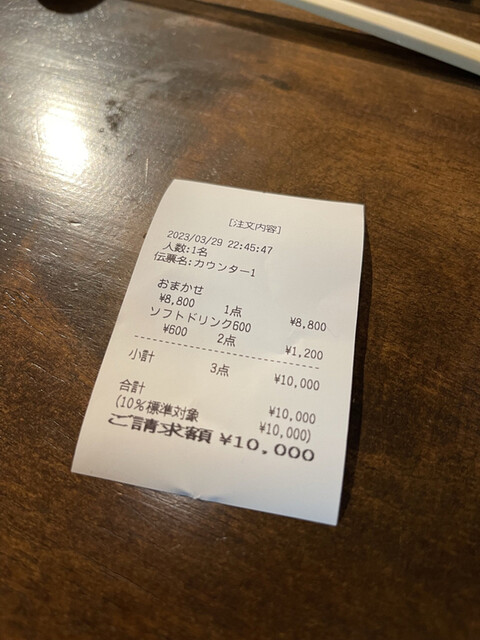 [注文内容]
2023/03/29 22:45:47
人数:1名
伝票名:カウンター1
おまかせ
¥8,800 1点 ¥8,800
ソフトドリンク600
¥600 2点 ¥1,200
小計 3点 ¥10,000
合計 ¥10,000
(10%標準対象 ¥10,000)
ご請求額 ¥10,000